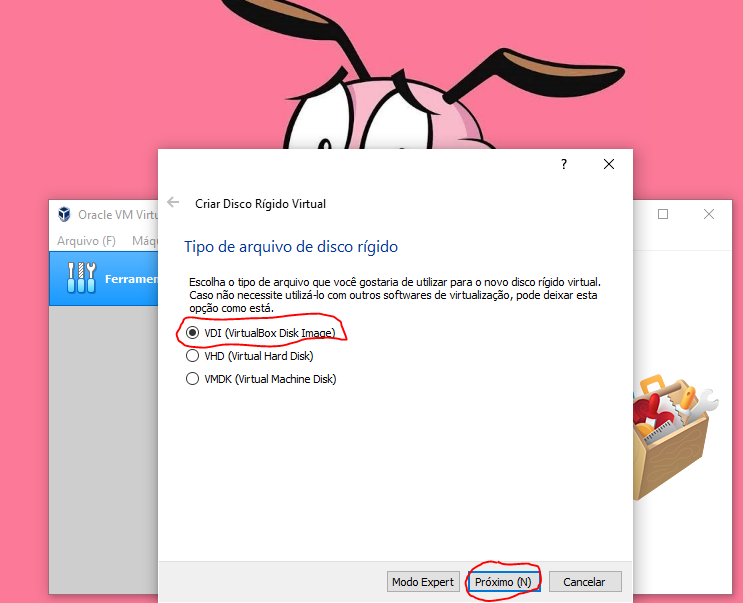 ?
Criar Disco Rígido Virtual
Oracle VM Virtu
Arquivo (F) Máqu
Tipo de arquivo de disco rígido
Ferramen
Escolha o tipo de arquivo que você gostaria de utilizar para o novo disco rígido virtual.
Caso não necessite utilizá-lo com outros softwares de virtualização, pode deixar esta
opção como está.
VDI (VirtualBox Disk Image)
VHD (Virtual Hard Disk)
VMDK (Virtual Machine Disk)
Modo Expert Próximo (N) Cancelar